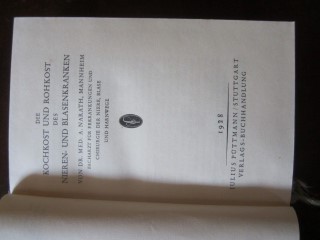 DIE
KOCHKOST UND ROHKOST
DES
NIEREN- UND BLASENKRANKEN
VON DR. MED. A. NARATH, MANNHEIM
FACHARZT FÜR ERKRANKUNGEN UND
CHIRURGIE DER NIERE, BLASE
UND HARNWEGE
1928
JULIUS PÜTTMANN / STUTTGART
VERLAGS-BUCHHANDLUNG